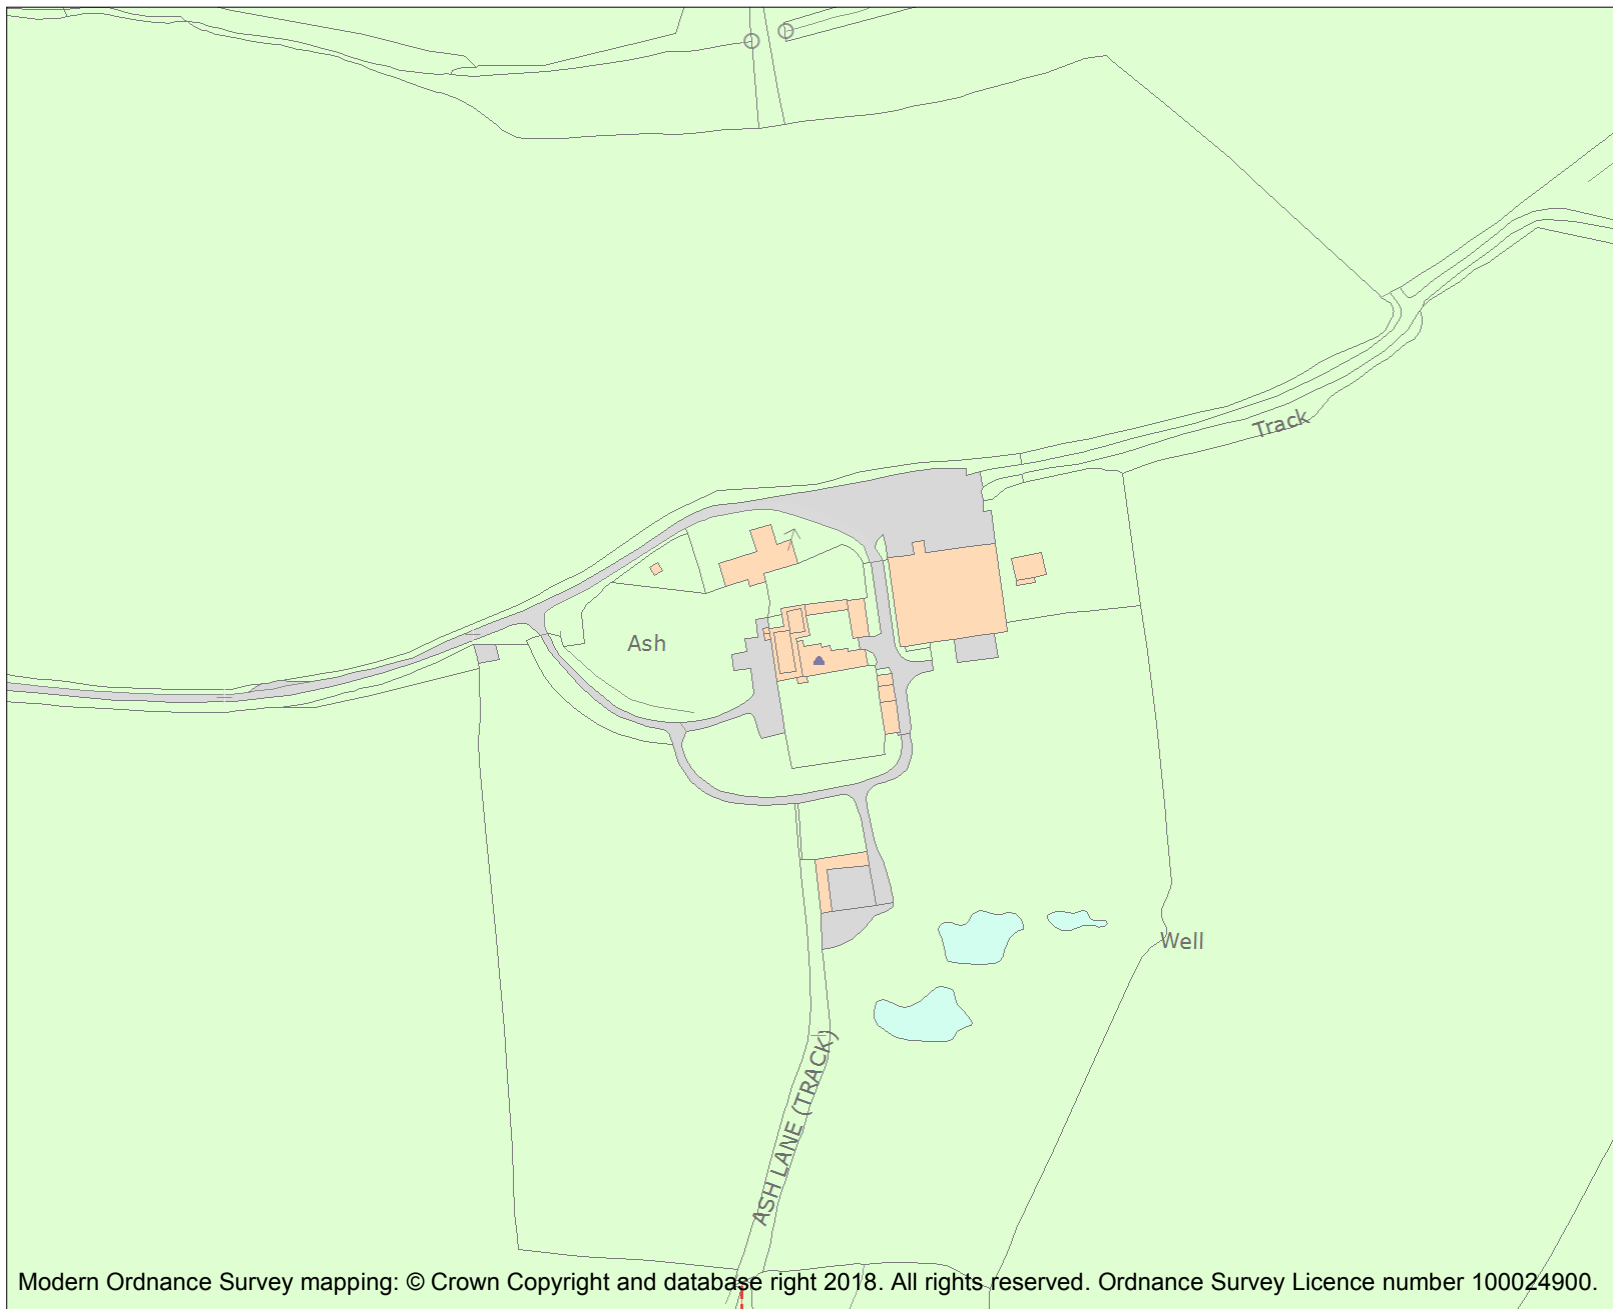 Track
Ash
Well
ASH LANE (TRACK)
Modern Ordnance Survey mapping: © Crown Copyright and database right 2018. All rights reserved. Ordnance Survey Licence number 100024900.